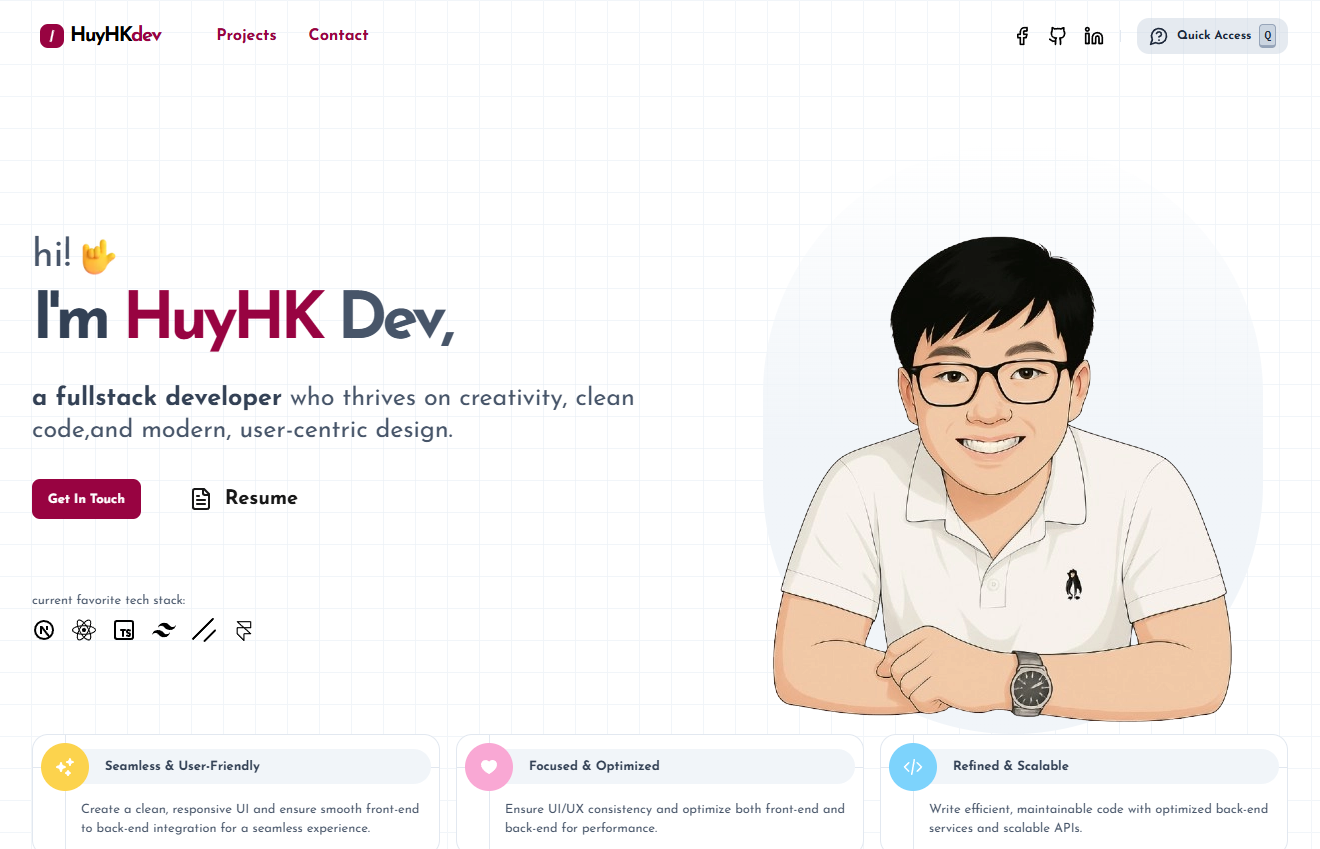 / HuyHKdev
Projects
Contact
Quick Access Q
hi! 🤟
I'm HuyHK Dev,
a fullstack developer who thrives on creativity, clean
code,and modern, user-centric design.
Get In Touch
Resume
current favorite tech stack:
N TS
Seamless & User-Friendly
Create a clean, responsive UI and ensure smooth front-end
to back-end integration for a seamless experience.
Focused & Optimized
Ensure UI/UX consistency and optimize both front-end and
back-end for performance.
Refined & Scalable
Write efficient, maintainable code with optimized back-end
services and scalable APIs.